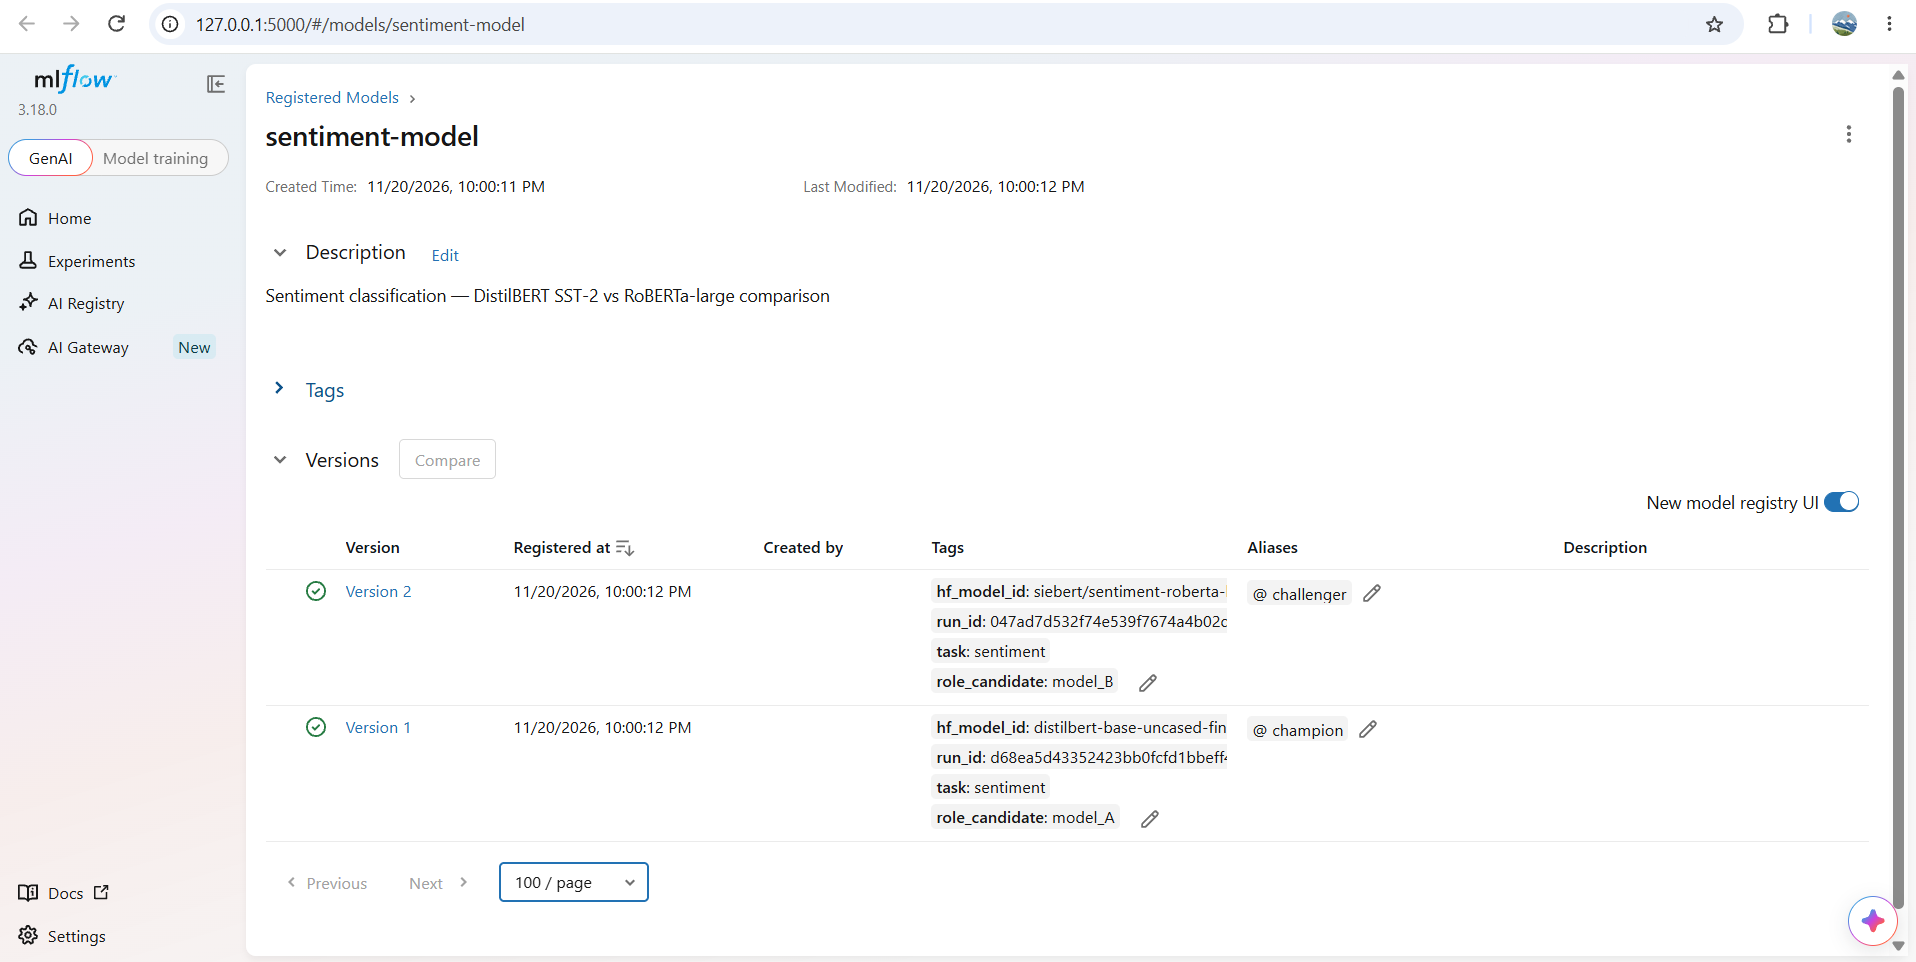 127.0.0.1:5000/#/models/sentiment-model
mlflow
3.18.0
GenAI Model training
Home
Experiments
AI Registry
AI Gateway New
Docs
Settings
Registered Models
sentiment-model
Created Time: 11/20/2026, 10:00:11 PM Last Modified: 11/20/2026, 10:00:12 PM
Description Edit
Sentiment classification — DistilBERT SST-2 vs RoBERTa-large comparison
Tags
Versions Compare
New model registry UI
Version Registered at Created by Tags Aliases Description
Version 2 11/20/2026, 10:00:12 PM hf_model_id: siebert/sentiment-roberta- @ challenger
run_id: 047ad7d532f74e539f7674a4b02c
task: sentiment
role_candidate: model_B
Version 1 11/20/2026, 10:00:12 PM hf_model_id: distilbert-base-uncased-fin @ champion
run_id: d68ea5d43352423bb0fcfd1bbeff4
task: sentiment
role_candidate: model_A
Previous Next 100 / page